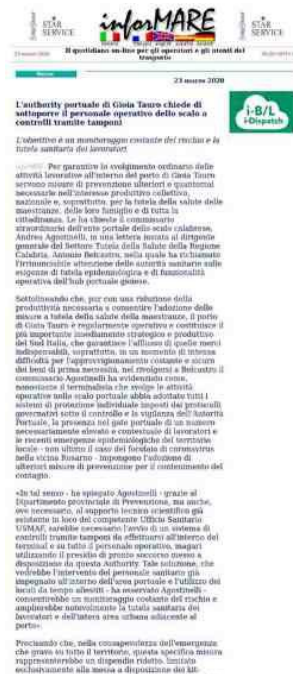 STAR
SERVICE
inforMARE
STAR
SERVICE
23 marzo 2020
Il quotidiano on-line per gli operatori e gli utenti del
trasporto
23 marzo 2020
L'authority portuale di Gioia Tauro chiede di
sottoporre il personale operativo dello scalo a
controlli tramite tamponi
i-B/L
i-Dispatch
L'obiettivo è un monitoraggio costante del rischio e la
tutela sanitaria dei lavoratori
Per garantire lo svolgimento ordinario delle
attività lavorative all'interno del porto di Gioia Tauro
servono misure di prevenzione ulteriori e quantomai
necessarie nell'interesse produttivo collettivo,
nazionale e, soprattutto, per la tutela della salute delle
maestranze, delle loro famiglie e di tutta la
cittadinanza. Le ha chieste il commissario
straordinario dell'ente portuale dello scalo calabrese,
Andrea Agostinelli, in una lettera inviata al dirigente
generale del Settore Tutela della Salute della Regione
Calabria, Antonio Belcastro, nella quale ha richiamato
l'irrinunciabile attenzione delle autorità sanitarie sulle
esigenze di tutela epidemiologica e di funzionalità
operativa dell'hub portuale gioiese.
Sottolineando che, pur con una riduzione della
produttività necessaria a consentire l'adozione delle
misure a tutela della salute della maestranze, il porto
di Gioia Tauro è regolarmente operativo e costituisce il
più importante insediamento strategico e produttivo
del Sud Italia, che garantisce l'afflusso di quelle merci
indispensabili, soprattutto, in un momento di intensa
difficoltà per l'approvvigionamento costante e sicuro
dei beni di prima necessità, nel rivolgersi a Belcastro il
commissario Agostinelli ha evidenziato come,
nonostante il terminalista che svolge le attività
operative nello scalo portuale abbia adottato tutti i
sistemi di protezione individuale imposti dai protocolli
governativi sotto il controllo e la vigilanza dell'Autorità
Portuale, la presenza nel gate portuale di un numero
necessariamente elevato e contestuale di lavoratori e
le recenti emergenze epidemiologiche del territorio
locale - non ultimo il caso del focolaio di coronavirus
nella vicina Rosarno - impongono l'adozione di
ulteriori misure di prevenzione per il contenimento del
contagio.
«In tal senso - ha spiegato Agostinelli - grazie al
Dipartimento provinciale di Prevenzione, ma anche,
ove necessario, al supporto tecnico scientifico già
esistente in loco del competente Ufficio Sanitario
USMAF, sarebbe necessario l'avvio di un sistema di
controlli tramite tamponi da effettuarsi all'interno del
terminal e su tutto il personale operativo, magari
utilizzando il presidio di pronto soccorso messo a
disposizione da questa Authority. Tale soluzione, che
vedrebbe l'intervento del personale sanitario già
impegnato all'interno dell'area portuale e l'utilizzo dei
locali da tempo allestiti - ha osservato Agostinelli -
consentirebbe un monitoraggio costante del rischio e
amplierebbe notevolmente la tutela sanitaria dei
lavoratori e dell'intera area urbana adiacente al
porto».
Precisando che, nella consapevolezza dell'emergenza
che grava su tutto il territorio, questa specifica misura
rappresenterebbe un dispendio ridotto, limitato
esclusivamente alla messa a disposizione dei kit-